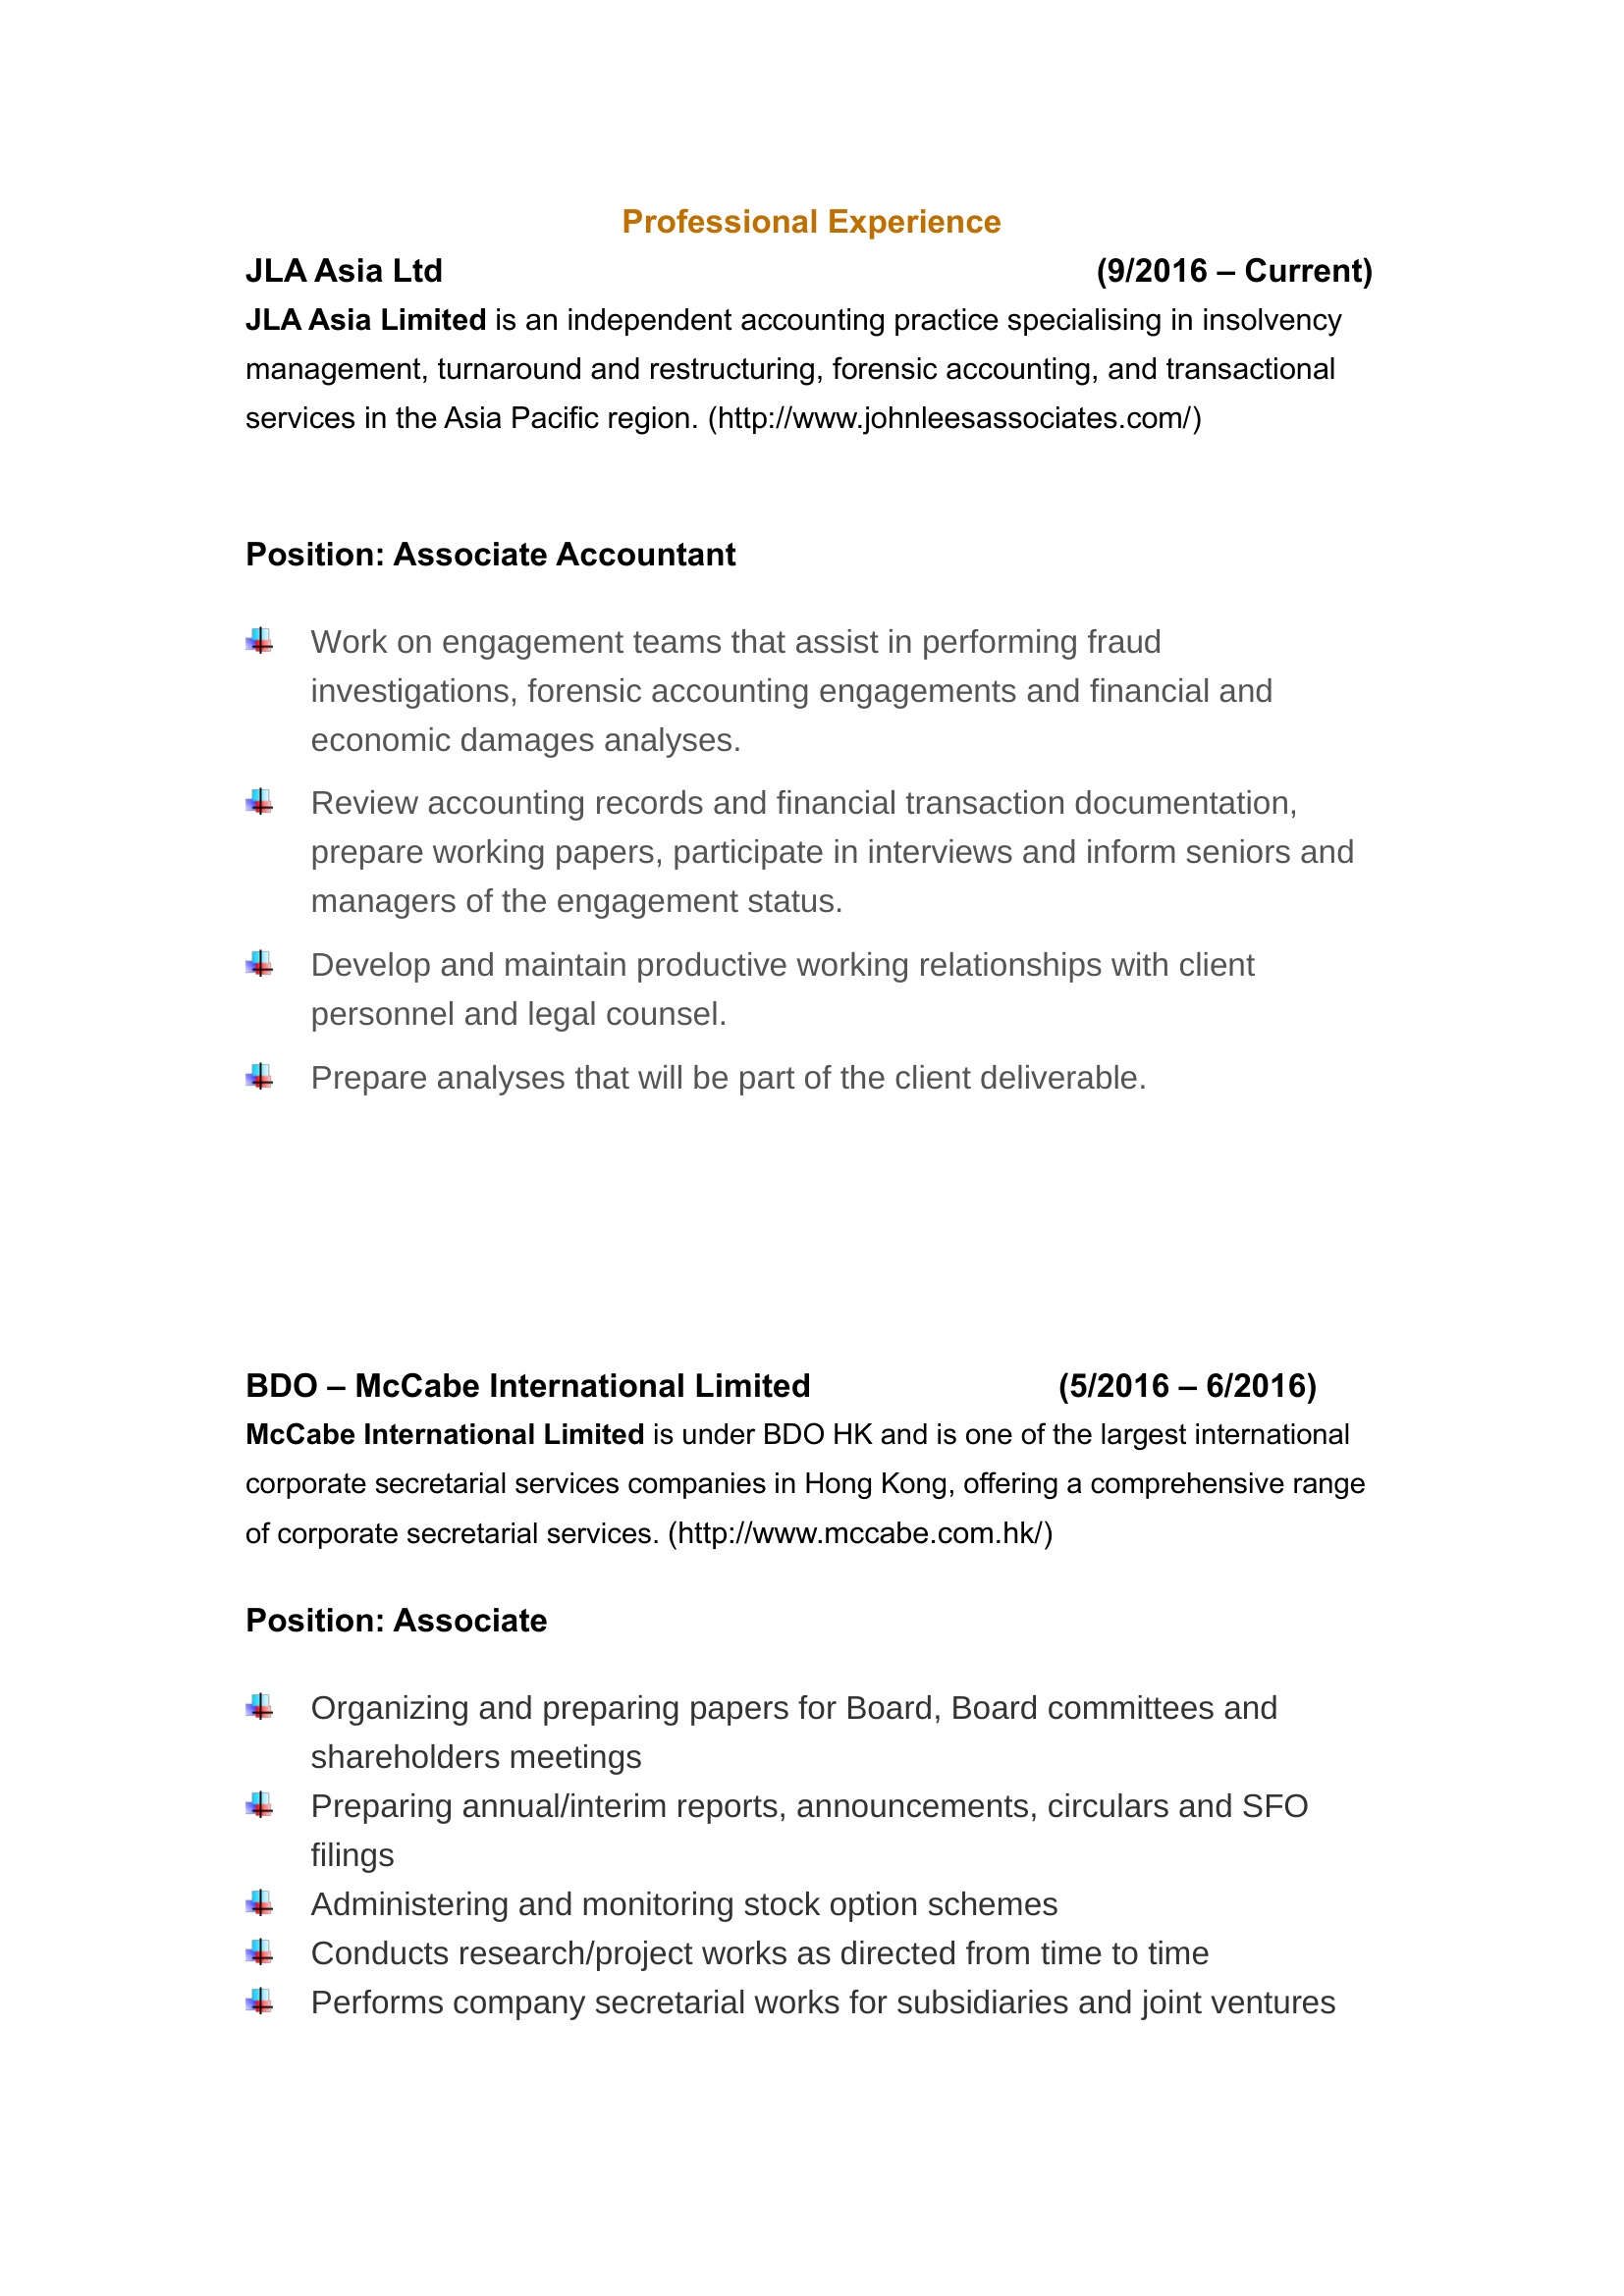 Professional Experience
JLA Asia Ltd (9/2016 – Current)
JLA Asia Limited is an independent accounting practice specialising in insolvency
management, turnaround and restructuring, forensic accounting, and transactional
services in the Asia Pacific region. (http://www.johnleesassociates.com/)
Position: Associate Accountant
Work on engagement teams that assist in performing fraud
investigations, forensic accounting engagements and financial and
economic damages analyses.
Review accounting records and financial transaction documentation,
prepare working papers, participate in interviews and inform seniors and
managers of the engagement status.
Develop and maintain productive working relationships with client
personnel and legal counsel.
Prepare analyses that will be part of the client deliverable.
BDO – McCabe International Limited (5/2016 – 6/2016)
McCabe International Limited is under BDO HK and is one of the largest international
corporate secretarial services companies in Hong Kong, offering a comprehensive range
of corporate secretarial services. (http://www.mccabe.com.hk/)
Position: Associate
Organizing and preparing papers for Board, Board committees and
shareholders meetings
Preparing annual/interim reports, announcements, circulars and SFO
filings
Administering and monitoring stock option schemes
Conducts research/project works as directed from time to time
Performs company secretarial works for subsidiaries and joint ventures